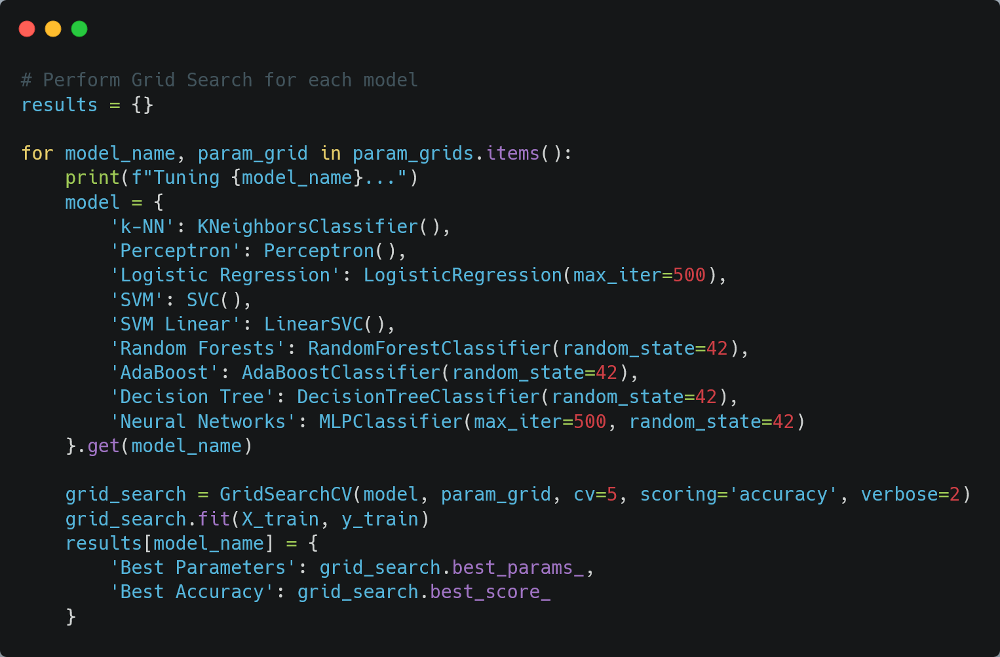 # Perform Grid Search for each model
results = {}

for model_name, param_grid in param_grids.items():
    print(f"Tuning {model_name}...")
    model = {
        'k-NN': KNeighborsClassifier(),
        'Perceptron': Perceptron(),
        'Logistic Regression': LogisticRegression(max_iter=500),
        'SVM': SVC(),
        'SVM Linear': LinearSVC(),
        'Random Forests': RandomForestClassifier(random_state=42),
        'AdaBoost': AdaBoostClassifier(random_state=42),
        'Decision Tree': DecisionTreeClassifier(random_state=42),
        'Neural Networks': MLPClassifier(max_iter=500, random_state=42)
    }.get(model_name)

    grid_search = GridSearchCV(model, param_grid, cv=5, scoring='accuracy', verbose=2)
    grid_search.fit(X_train, y_train)
    results[model_name] = {
        'Best Parameters': grid_search.best_params_,
        'Best Accuracy': grid_search.best_score_
    }